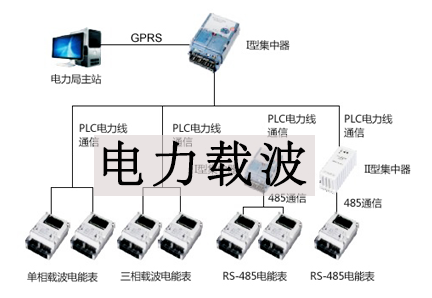 GPRS
I型集中器
电力局主站
PLC电力线
通信
PLC电力线
通信
PLC电力线
通信
PLC电力线
通信
电力载波
II型集中器
485通信
485通信
单相载波电能表
三相载波电能表
RS-485电能表
RS-485电能表